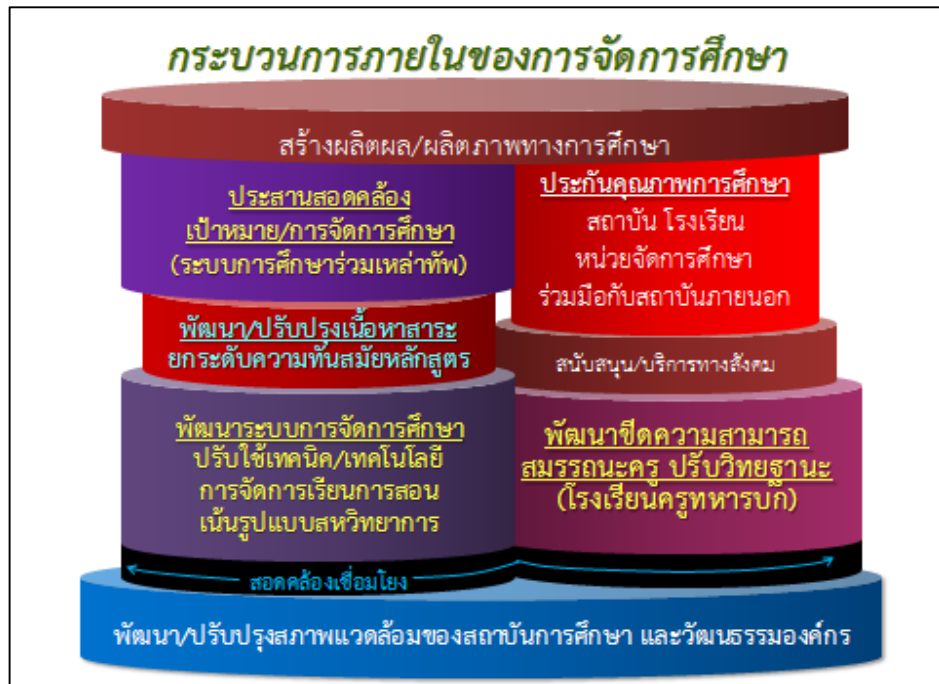 กระบวนการภายในของการจัดการศึกษา
สร้างผลิตผล/ผลิตภาพทางการศึกษา
ประสานสอดคล้อง
เป้าหมาย/การจัดการศึกษา
(ระบบการศึกษาร่วมเหล่าทัพ)
ประกันคุณภาพการศึกษา
สถาบัน โรงเรียน
หน่วยจัดการศึกษา
ร่วมมือกับสถาบันภายนอก
พัฒนา/ปรับปรุงเนื้อหาสาระ
ยกระดับความทันสมัยหลักสูตร
สนับสนุน/บริการทางสังคม
พัฒนาระบบการจัดการศึกษา
ปรับใช้เทคนิค/เทคโนโลยี
การจัดการเรียนการสอน
เน้นรูปแบบสหวิทยาการ
พัฒนาขีดความสามารถ
สมรรถนะครู ปรับวิทยฐานะ
(โรงเรียนครูทหารบก)
สอดคล้องเชื่อมโยง
พัฒนา/ปรับปรุงสภาพแวดล้อมของสถาบันการศึกษา และวัฒนธรรมองค์กร